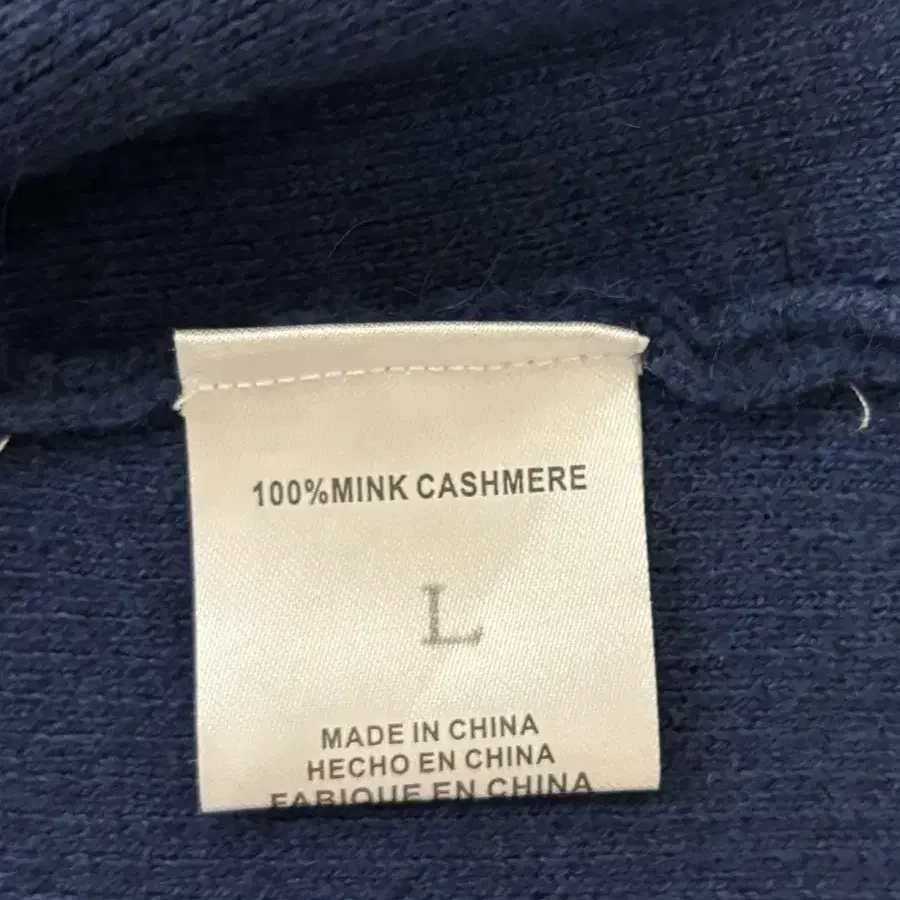 100%MINK CASHMERE
L
MADE IN CHINA
HECHO EN CHINA
FABIQUE EN CHINA